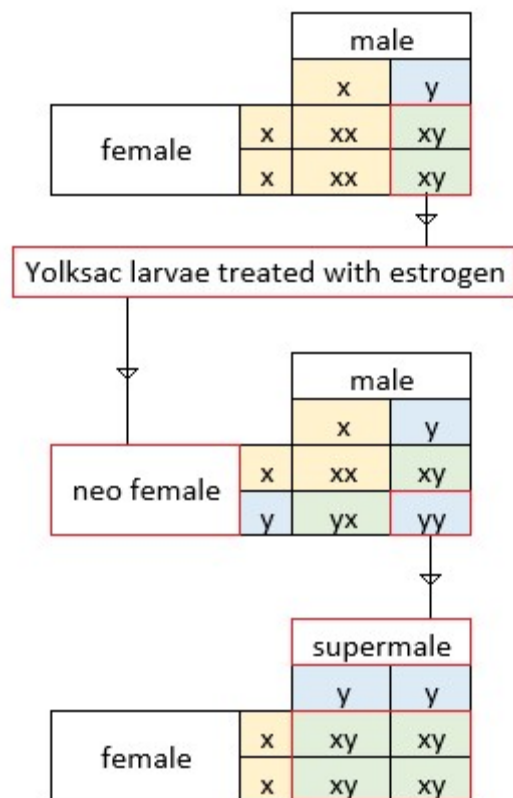 male
x y
x xx xy
female
x xx xy
Yolksac larvae treated with estrogen
male
x y
x xx xy
neo female
y yx yy
supermale
y y
x xy xy
female
x xy xy